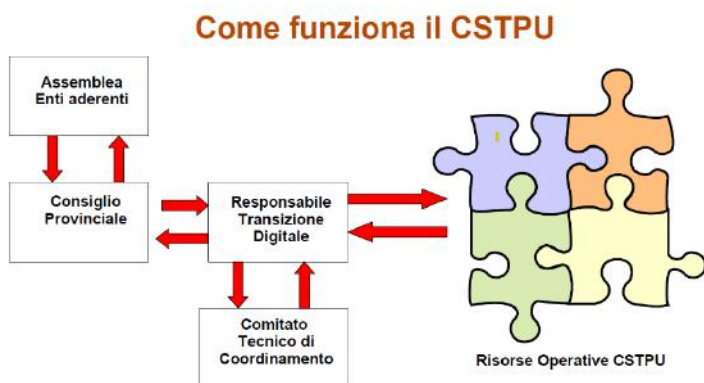 Come funziona il CSTPU
Assemblea
Enti aderenti
Consiglio
Provinciale
Responsabile
Transizione
Digitale
Comitato
Tecnico di
Coordinamento
Risorse Operative CSTPU